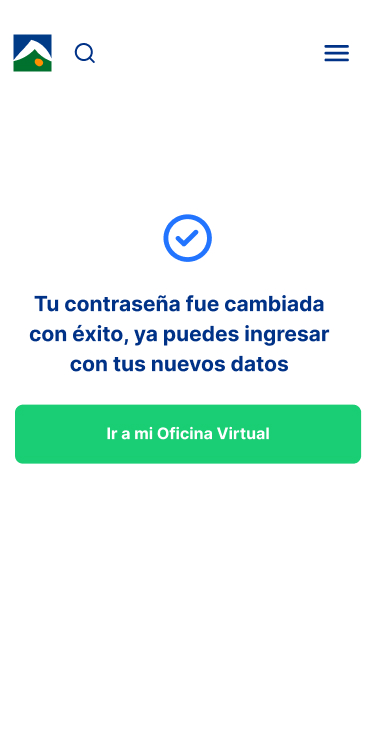 Tu contraseña fue cambiada
con éxito, ya puedes ingresar
con tus nuevos datos
Ir a mi Oficina Virtual